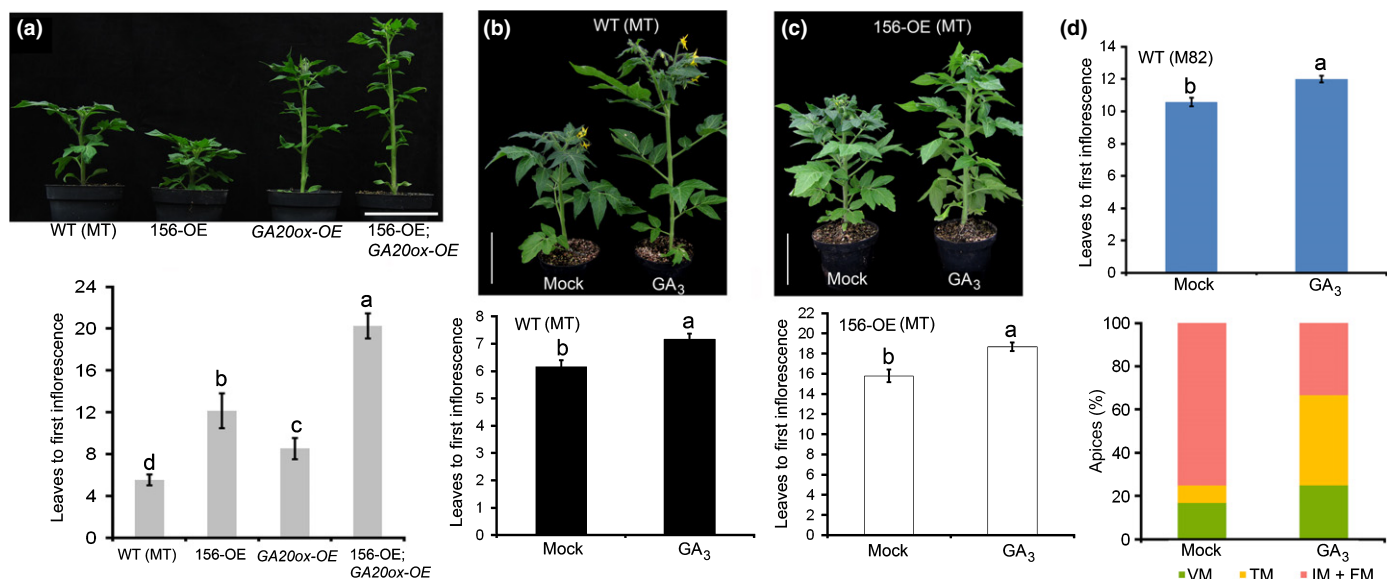 (a)
WT (MT)
156-OE
GA20ox-OE
156-OE;
GA20ox-OE
Leaves to first inflorescence
24
20
16
12
8
4
0
d
b
c
a
WT (MT)
156-OE
GA20ox-OE
156-OE;
GA20ox-OE
(b)
WT (MT)
Mock
GA3
Leaves to first inflorescence
8
7
6
5
4
3
2
1
0
WT (MT)
b
a
Mock
GA3
(c)
156-OE (MT)
Mock
GA3
Leaves to first inflorescence
22
20
18
16
14
12
10
8
6
4
2
0
156-OE (MT)
b
a
Mock
GA3
(d)
Leaves to first inflorescence
14
12
10
8
6
4
2
0
WT (M82)
b
a
Mock
GA3
Apices (%)
100
80
60
40
20
0
Mock
GA3
VM
TM
IM + FM